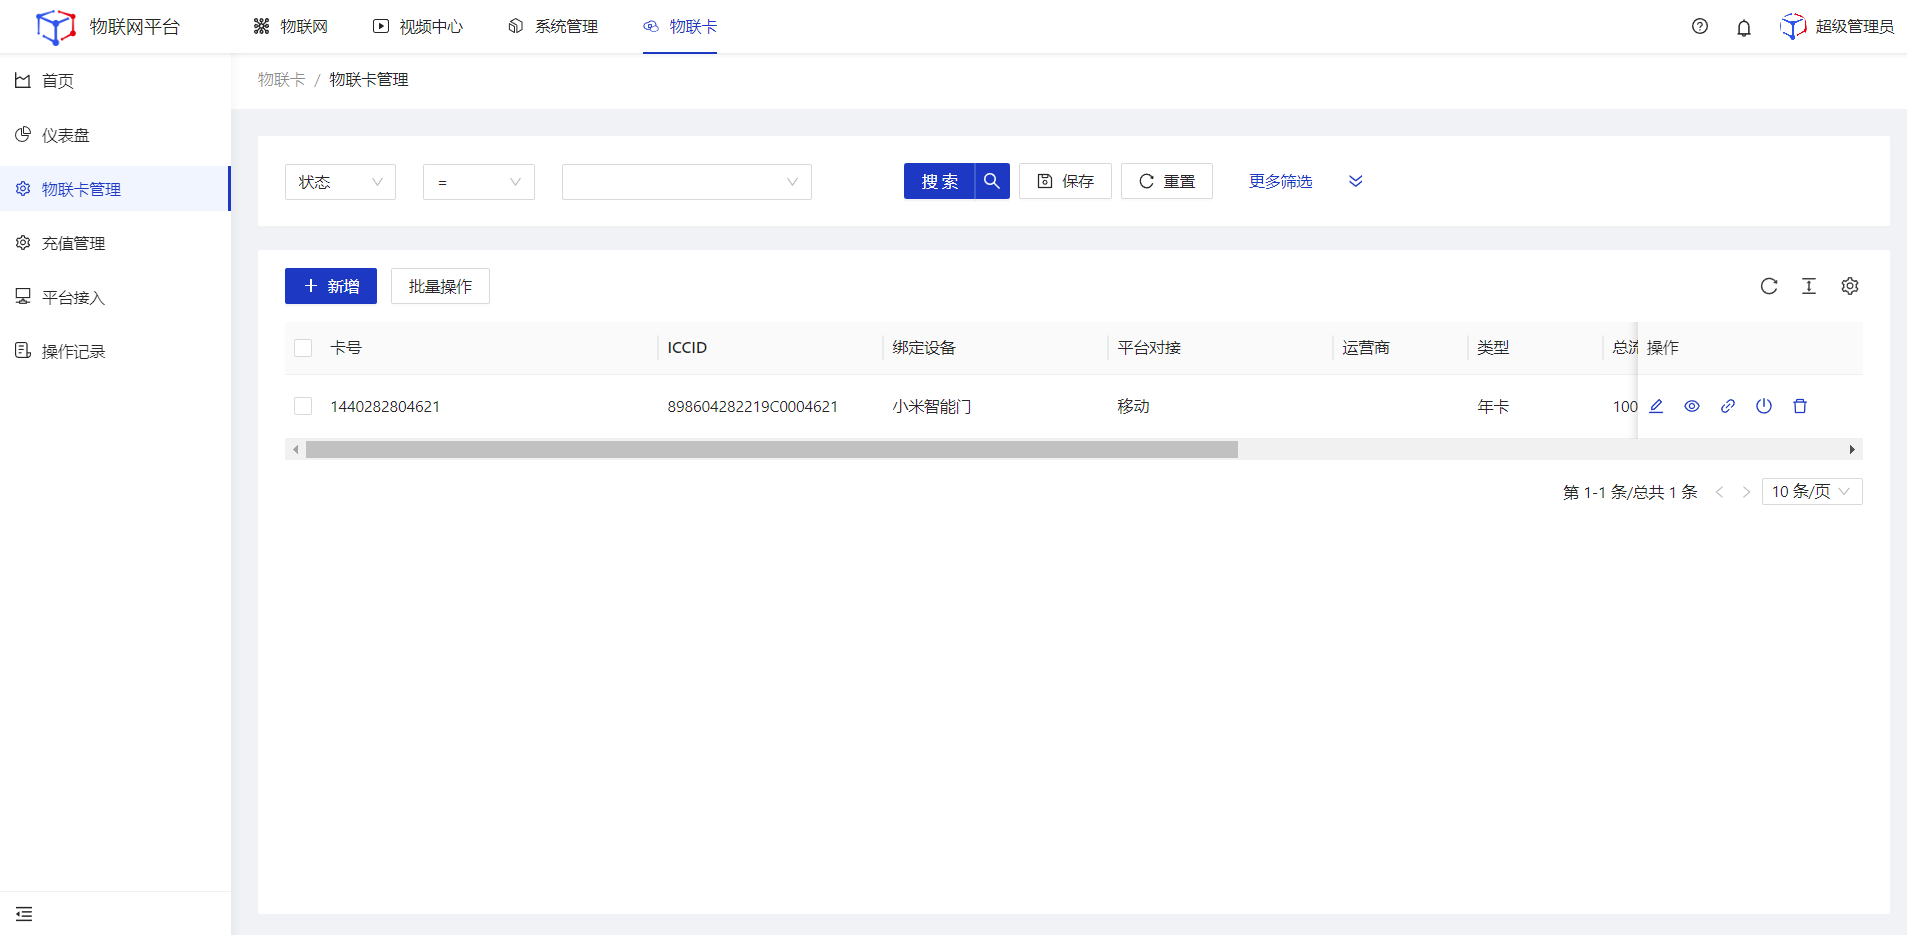 物联网平台
物联网
视频中心
系统管理
物联卡
超级管理员
首页
仪表盘
物联卡管理
充值管理
平台接入
操作记录
物联卡 / 物联卡管理
状态
=
搜 索
保存
重置
更多筛选
新增
批量操作
卡号 ICCID 绑定设备 平台对接 运营商 类型 总流 操作
1440282804621 898604282219C0004621 小米智能门 移动 年卡 100
第 1-1 条/总共 1 条
10 条/页